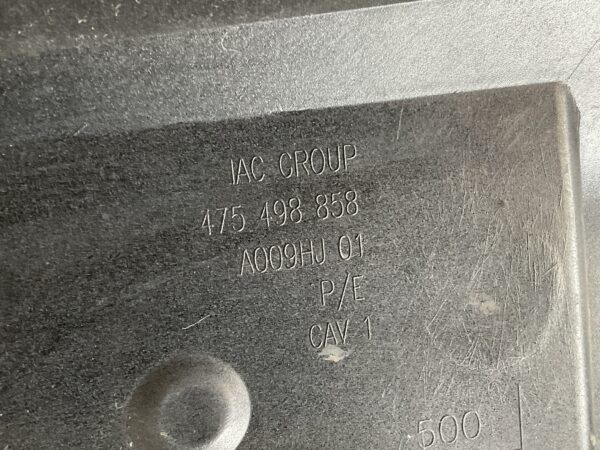 IAC GROUP
475 498 858
A009HJ 01
P/E
CAV 1
500